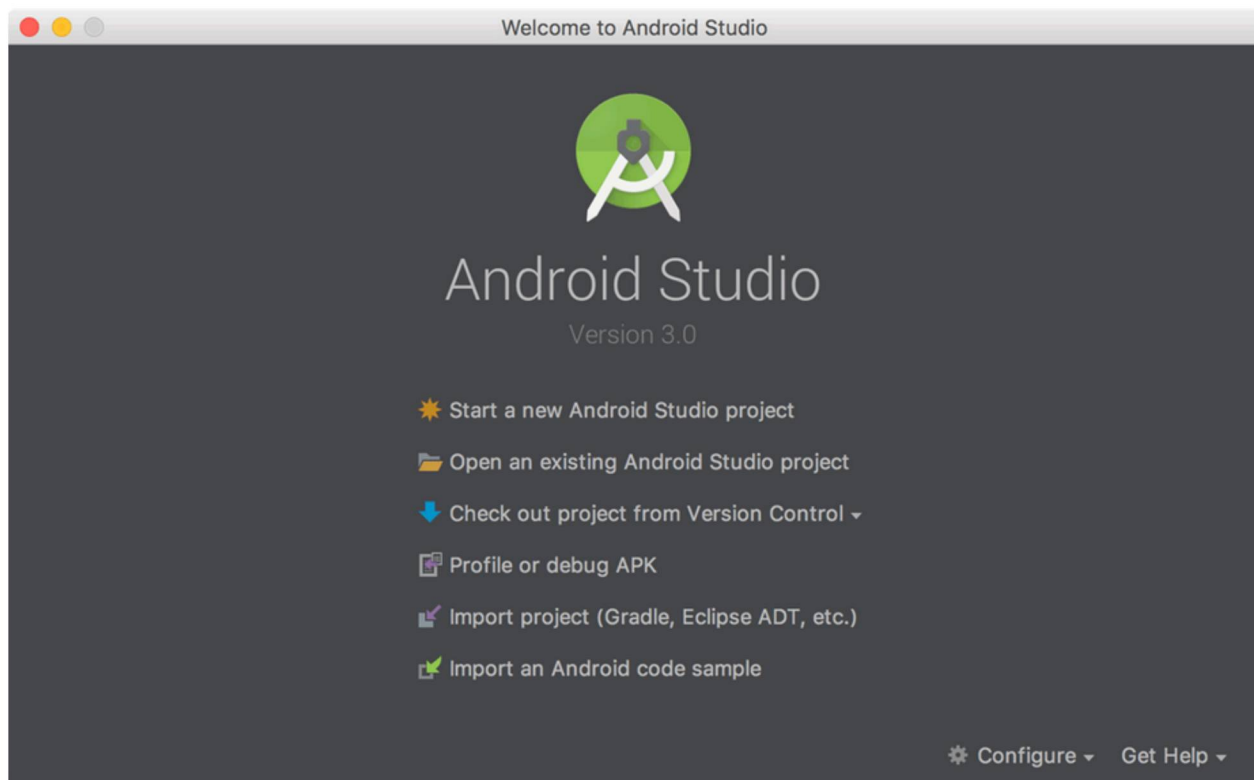 Welcome to Android Studio
Android Studio
Version 3.0
Start a new Android Studio project
Open an existing Android Studio project
Check out project from Version Control
Profile or debug APK
Import project (Gradle, Eclipse ADT, etc.)
Import an Android code sample
Configure Get Help